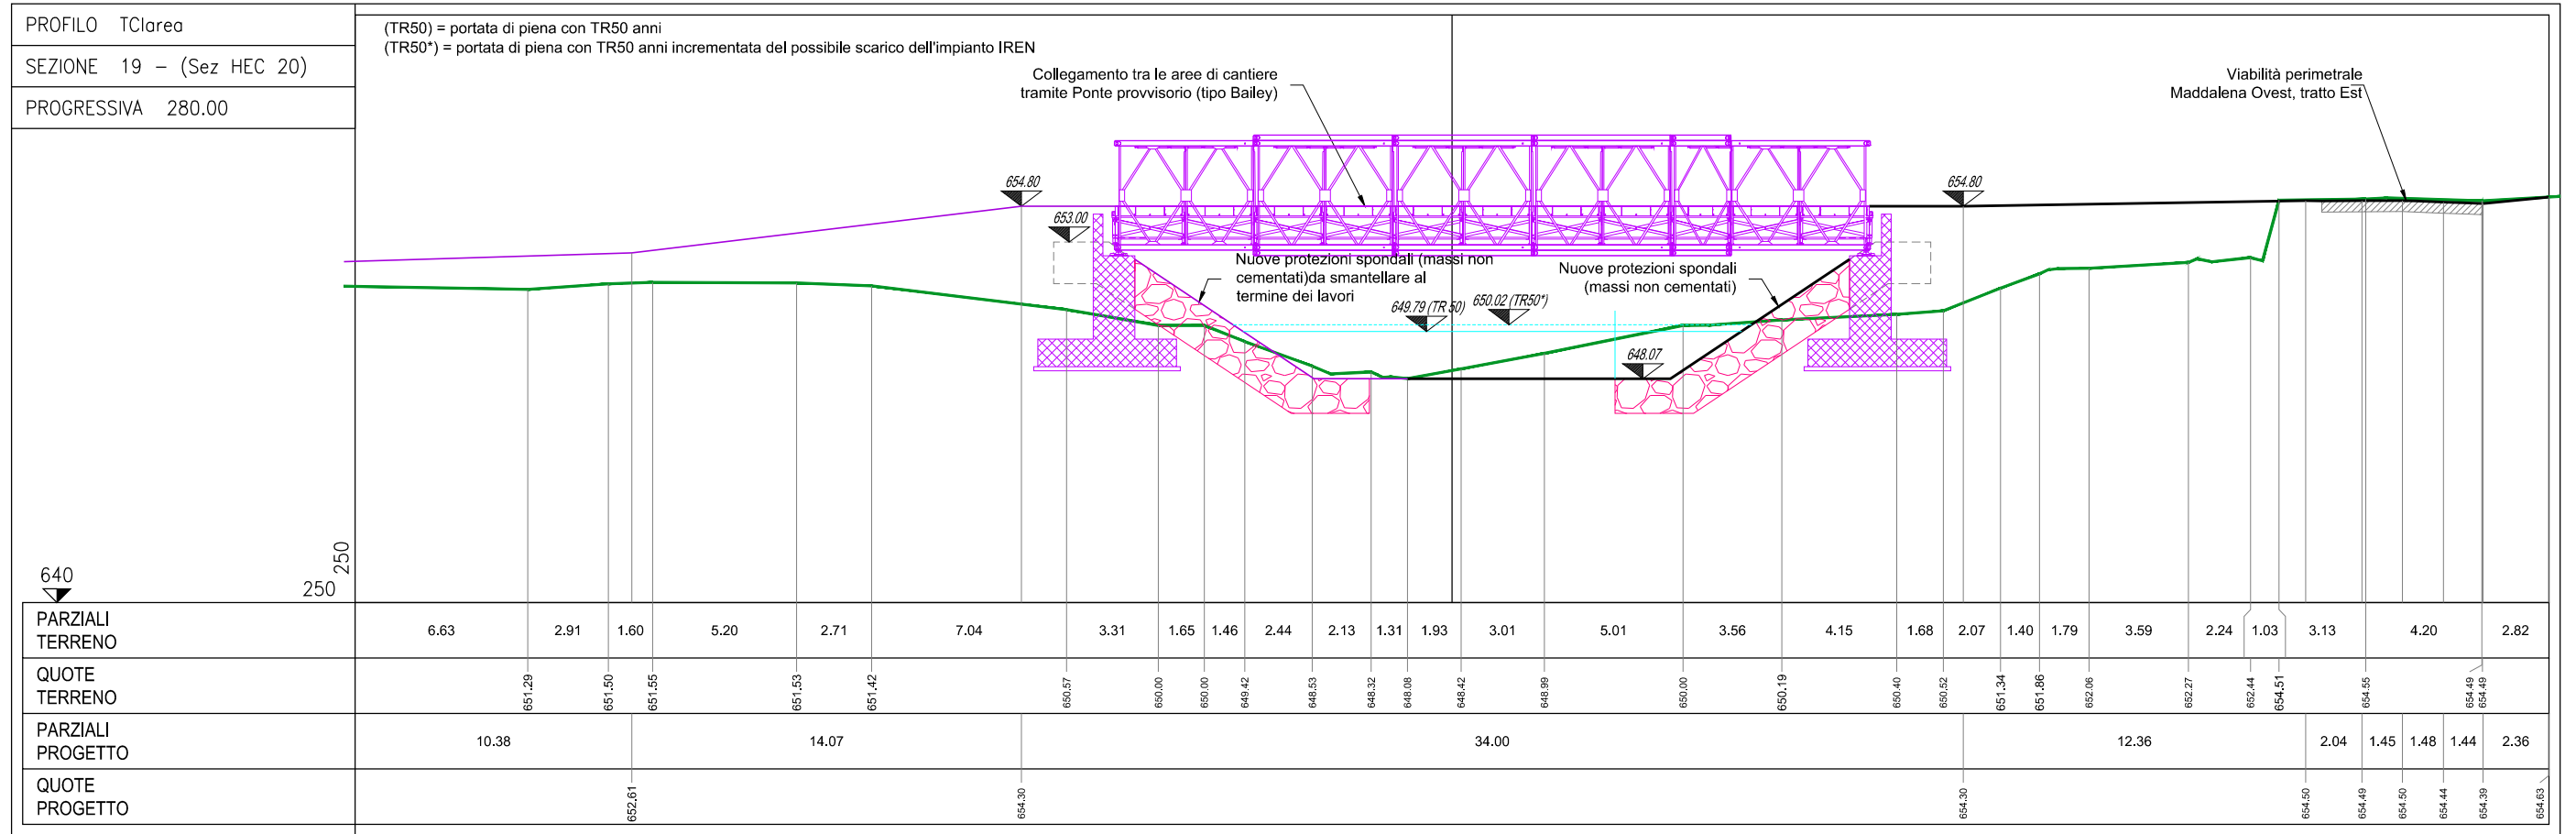 PROFILO TClarea
SEZIONE 19 - (Sez HEC 20)
PROGRESSIVA 280.00
(TR50) = portata di piena con TR50 anni
(TR50*) = portata di piena con TR50 anni incrementata del possibile scarico dell'impianto IREN
Collegamento tra le aree di cantiere
tramite Ponte provvisorio (tipo Bailey)
Viabilità perimetrale
Maddalena Ovest, tratto Est
654.80
654.80
653.00
Nuove protezioni spondali (massi non
cementati)da smantellare al
termine dei lavori
Nuove protezioni spondali
(massi non cementati)
649.79 (TR 50)
650.02 (TR50*)
648.07
250
250
640
PARZIALI
TERRENO
6.63 2.91 1.60 5.20 2.71 7.04 3.31 1.65 1.46 2.44 2.13 1.31 1.93 3.01 5.01 3.56 4.15 1.68 2.07 1.40 1.79 3.59 2.24 1.03 3.13 4.20 2.82
QUOTE
TERRENO
651.29 651.50 651.55 651.53 651.42 650.57 650.00 650.00 649.42 648.53 648.32 648.08 648.42 648.99 650.00 650.19 650.40 650.52 651.34 651.86 652.06 652.27 652.44 654.51 654.55 654.49 654.49
PARZIALI
PROGETTO
10.38 14.07 34.00 12.36 2.04 1.45 1.48 1.44 2.36
QUOTE
PROGETTO
652.61 654.30 654.30 654.50 654.49 654.50 654.44 654.39 654.63